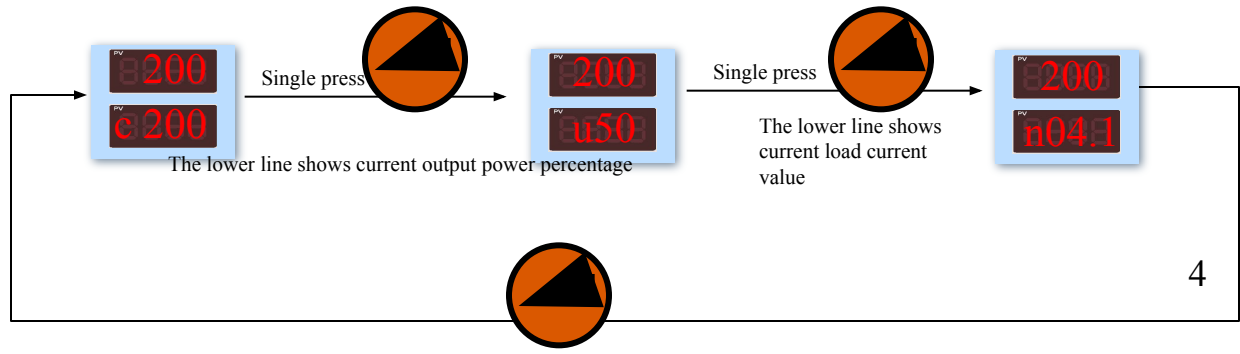 PV
200
PV
c 200
Single press
PV
200
PV
u50
The lower line shows current output power percentage
Single press
The lower line shows
current load current
value
PV
200
PV
n04.1
4